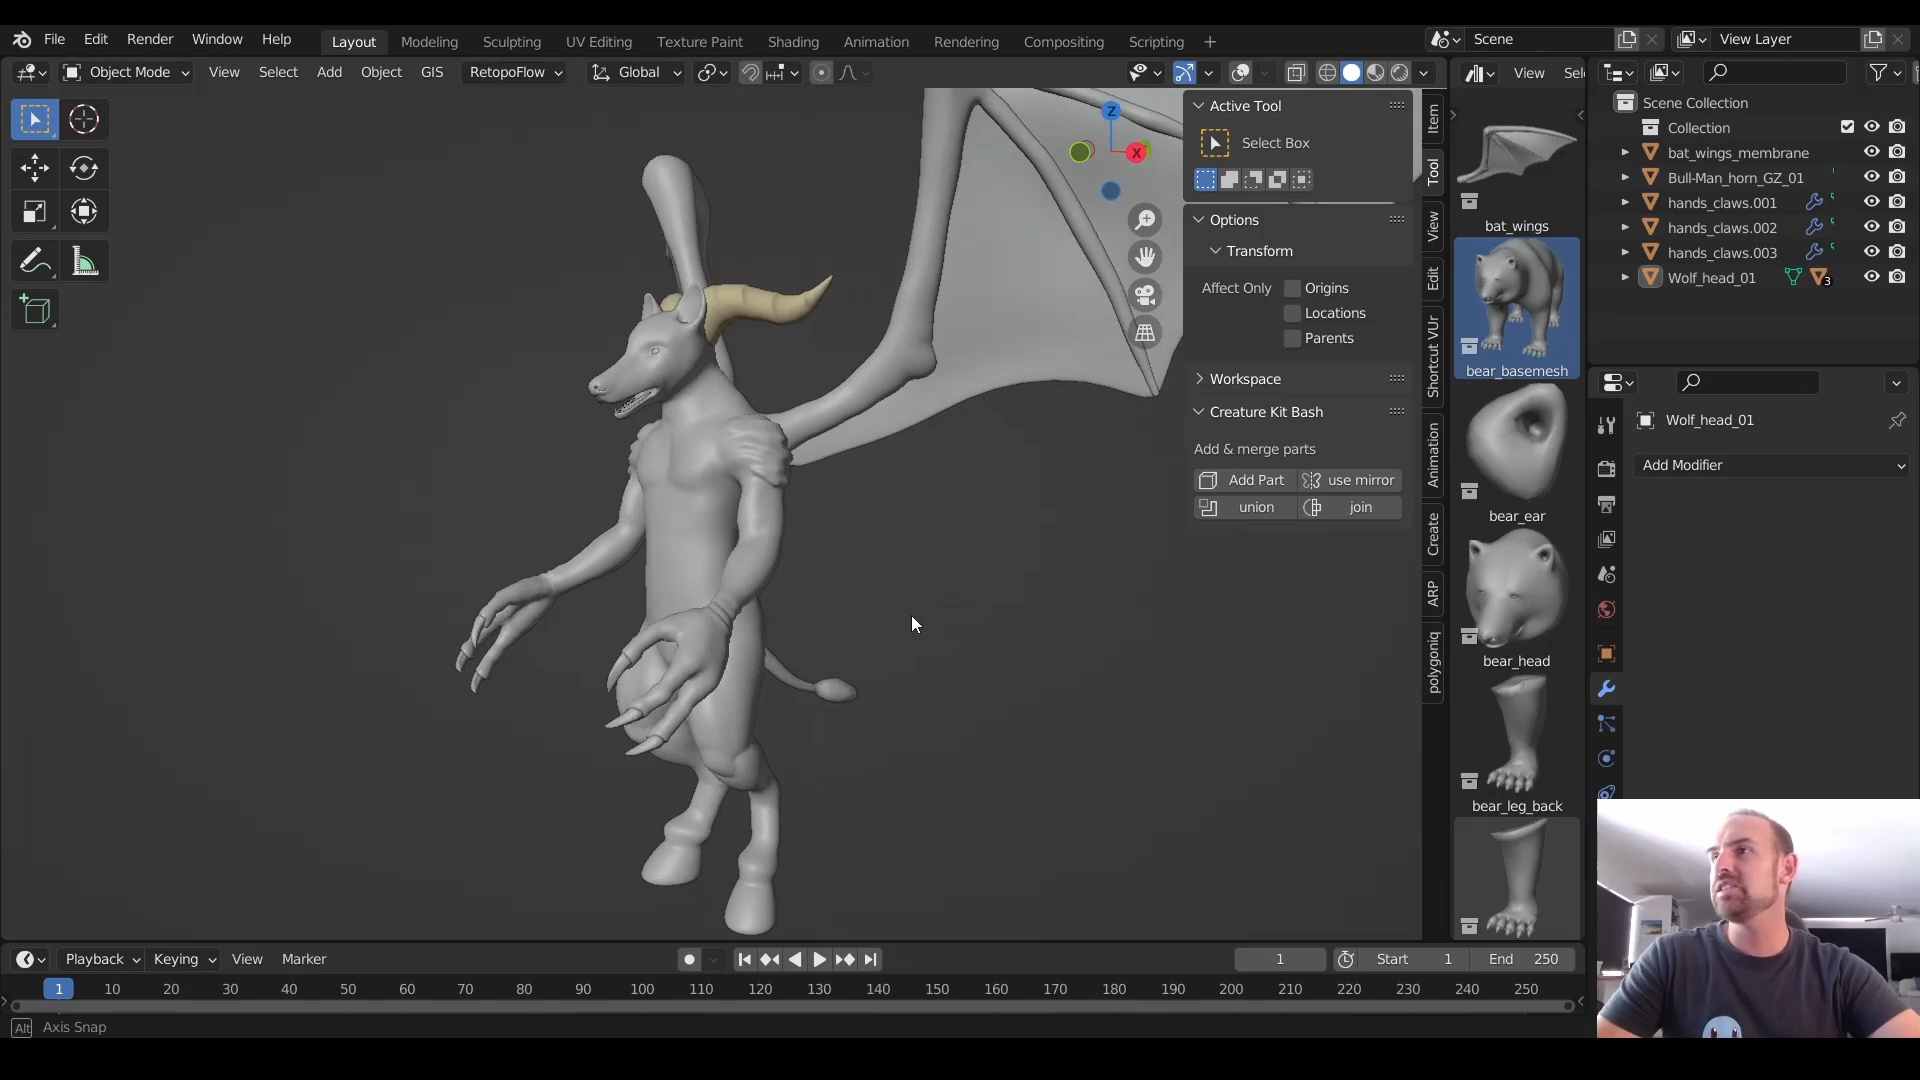 File Edit Render Window Help Layout Modeling Sculpting UV Editing Texture Paint Shading Animation Rendering Compositing Scripting + Scene View Layer
Object Mode View Select Add Object GIS RetopoFlow Global View Sel
Z
X
Active Tool
Select Box
Options
Transform
Affect Only Origins
Locations
Parents
Workspace
Creature Kit Bash
Add & merge parts
Add Part use mirror
union join
Item
Tool
View
Edit
Shortcut VUr
Animation
Create
ARP
polygoniq
bat_wings
bear_basemesh
bear_ear
bear_head
bear_leg_back
Scene Collection
Collection
bat_wings_membrane
Bull-Man_horn_GZ_01
hands_claws.001
hands_claws.002
hands_claws.003
Wolf_head_01 3
Wolf_head_01
Add Modifier
Playback Keying View Marker 1 Start 1 End 250
1 10 20 30 40 50 60 70 80 90 100 110 120 130 140 150 160 170 180 190 200 210 220 230 240 250
Alt Axis Snap